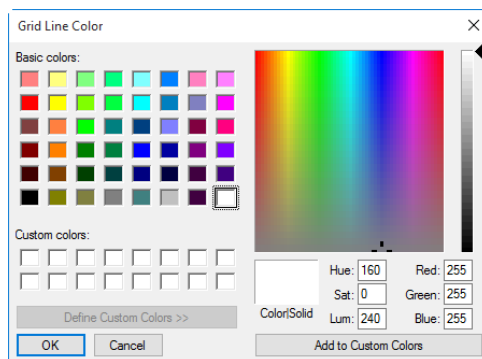 Grid Line Color
Basic colors:
Custom colors:
Define Custom Colors >>
OK
Cancel
Color|Solid
Hue: 160
Sat: 0
Lum: 240
Red: 255
Green: 255
Blue: 255
Add to Custom Colors